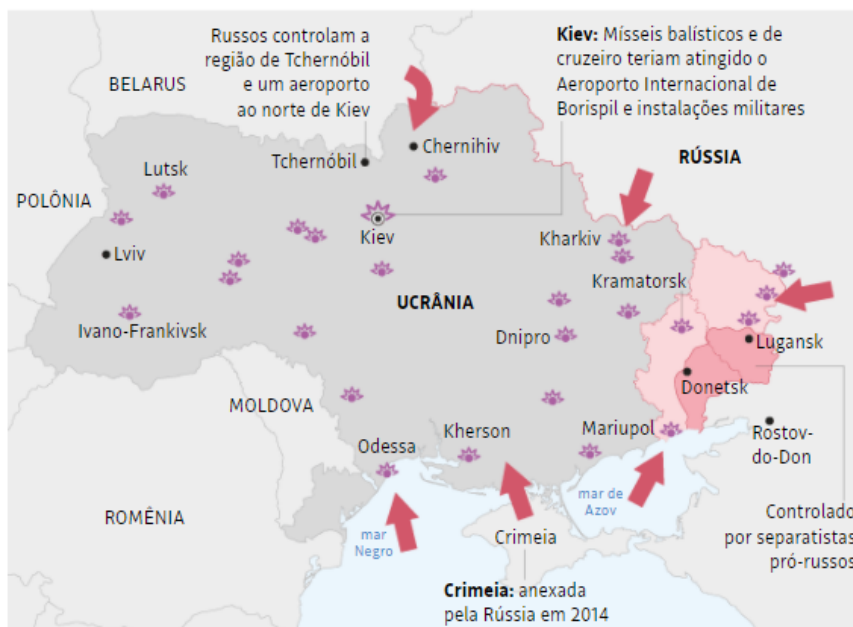 Russos controlam a
região de Tchernóbil
e um aeroporto
ao norte de Kiev
Kiev: Mísseis balísticos e de
cruzeiro teriam atingido o
Aeroporto Internacional de
Borispil e instalações militares
BELARUS
Chernihiv
Tchernóbil
RÚSSIA
Lutsk
POLÔNIA
Kiev
Kharkiv
Lviv
Kramatorsk
UCRÂNIA
Ivano-Frankivsk
Dnipro
Lugansk
Donetsk
MOLDOVA
Kherson
Mariupol
Odessa
Rostov-
do-Don
mar de
Azov
ROMÊNIA
mar
Negro
Crimeia
Controlado
por separatistas
pró-russos
Crimeia: anexada
pela Rússia em 2014